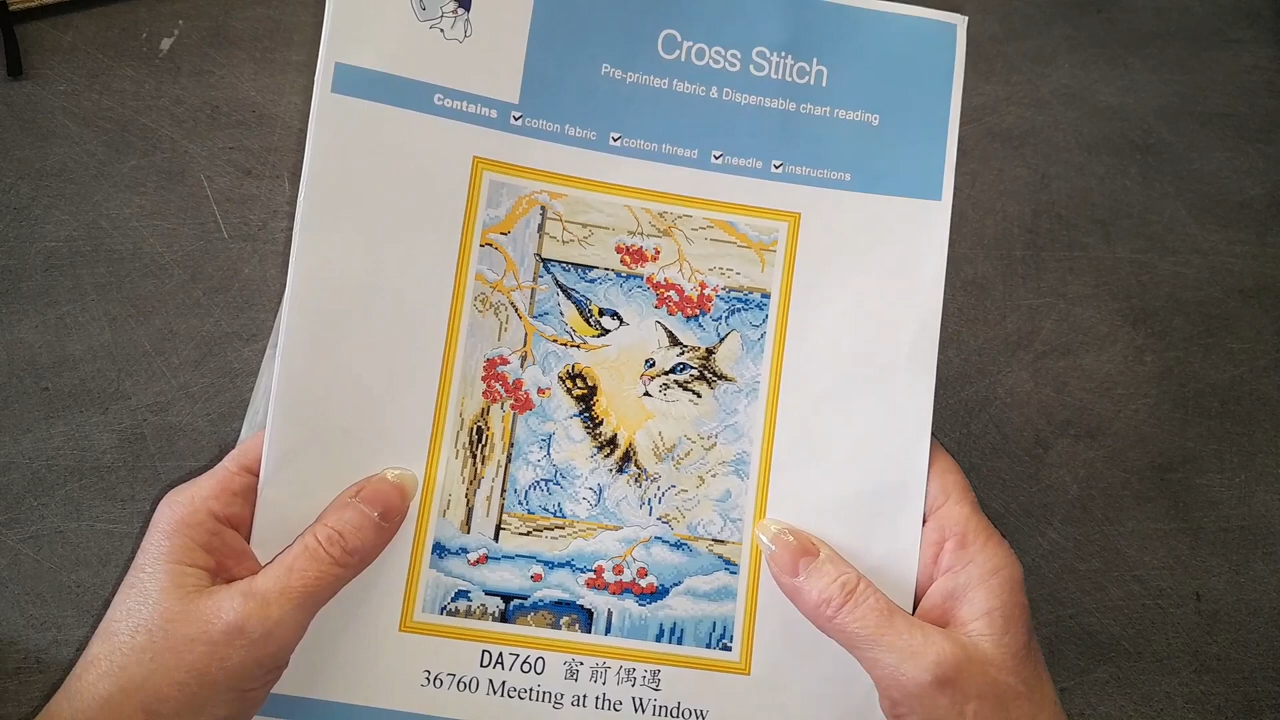 Cross Stitch
Pre-printed fabric & Dispensable chart reading
Contains cotton fabric cotton thread needle instructions
DA760 窗前偶遇
36760 Meeting at the Window